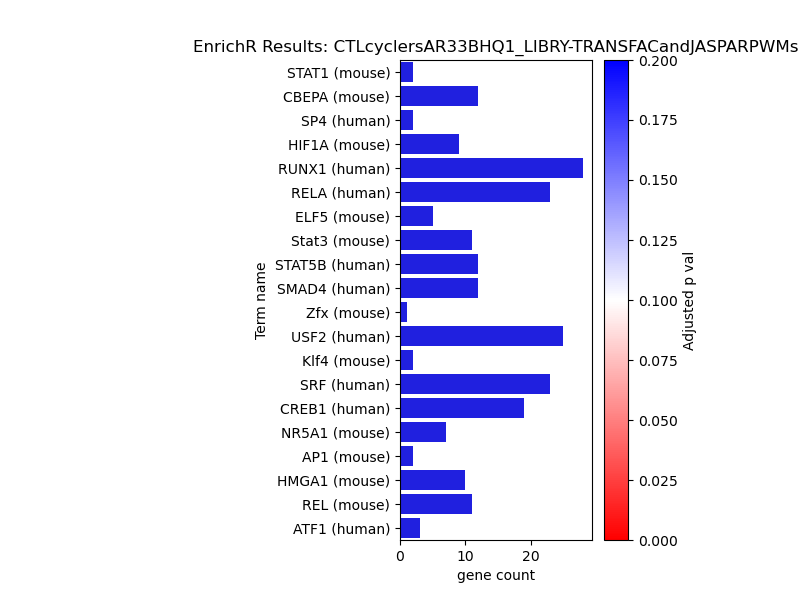 EnrichR Results: CTLcyclersAR33BHQ1_LIBRY-TRANSFACandJASPARPWMs
STAT1 (mouse)
CBEPA (mouse)
SP4 (human)
HIF1A (mouse)
RUNX1 (human)
RELA (human)
ELF5 (mouse)
Stat3 (mouse)
STAT5B (human)
SMAD4 (human)
Zfx (mouse)
USF2 (human)
Klf4 (mouse)
SRF (human)
CREB1 (human)
NR5A1 (mouse)
AP1 (mouse)
HMGA1 (mouse)
REL (mouse)
ATF1 (human)
Term name
0 10 20
gene count
0.200
0.175
0.150
0.125
0.100
0.075
0.050
0.025
0.000
Adjusted p val